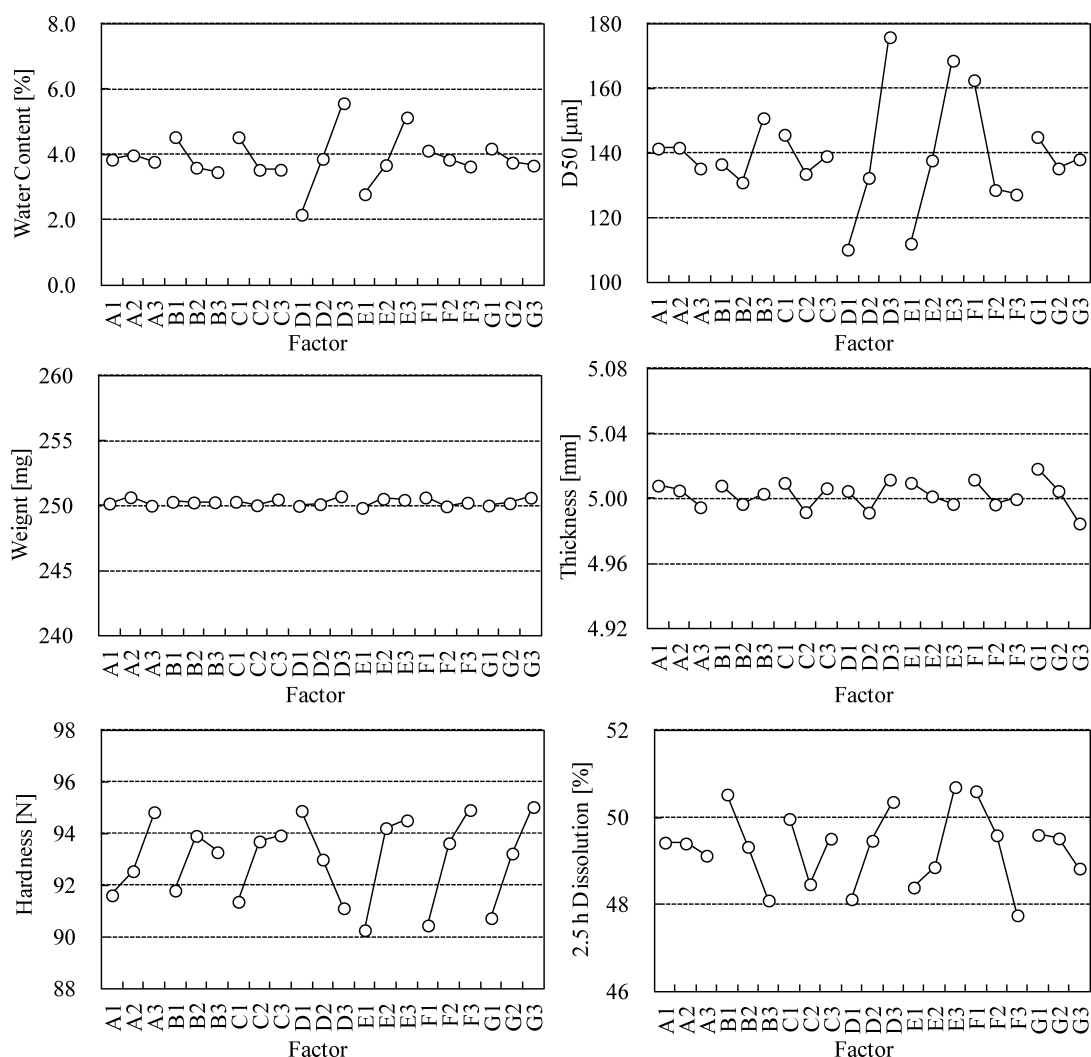 8.0
6.0
4.0
2.0
0.0
Water Content [%]
A1 A2 A3 B1 B2 B3 C1 C2 C3 D1 D2 D3 E1 E2 E3 F1 F2 F3 G1 G2 G3
Factor
180
160
140
120
100
D50 [µm]
A1 A2 A3 B1 B2 B3 C1 C2 C3 D1 D2 D3 E1 E2 E3 F1 F2 F3 G1 G2 G3
Factor
260
255
250
245
240
Weignt [mg]
A1 A2 A3 B1 B2 B3 C1 C2 C3 D1 D2 D3 E1 E2 E3 F1 F2 F3 G1 G2 G3
Factor
5.08
5.04
5.00
4.96
4.92
Thickness [mm]
A1 A2 A3 B1 B2 B3 C1 C2 C3 D1 D2 D3 E1 E2 E3 F1 F2 F3 G1 G2 G3
Factor
98
96
94
92
90
88
Hardness [N]
A1 A2 A3 B1 B2 B3 C1 C2 C3 D1 D2 D3 E1 E2 E3 F1 F2 F3 G1 G2 G3
Factor
52
50
48
46
2.5 h Dissolution [%]
A1 A2 A3 B1 B2 B3 C1 C2 C3 D1 D2 D3 E1 E2 E3 F1 F2 F3 G1 G2 G3
Factor